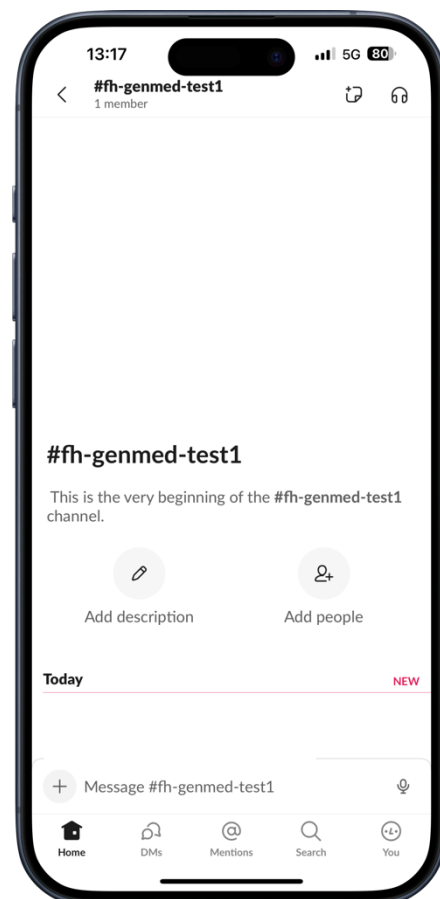 13:17
5G 80
#fh-genmed-test1
1 member
#fh-genmed-test1
This is the very beginning of the #fh-genmed-test1
channel.
Add description Add people
Today NEW
Message #fh-genmed-test1
Home DMs Mentions Search You